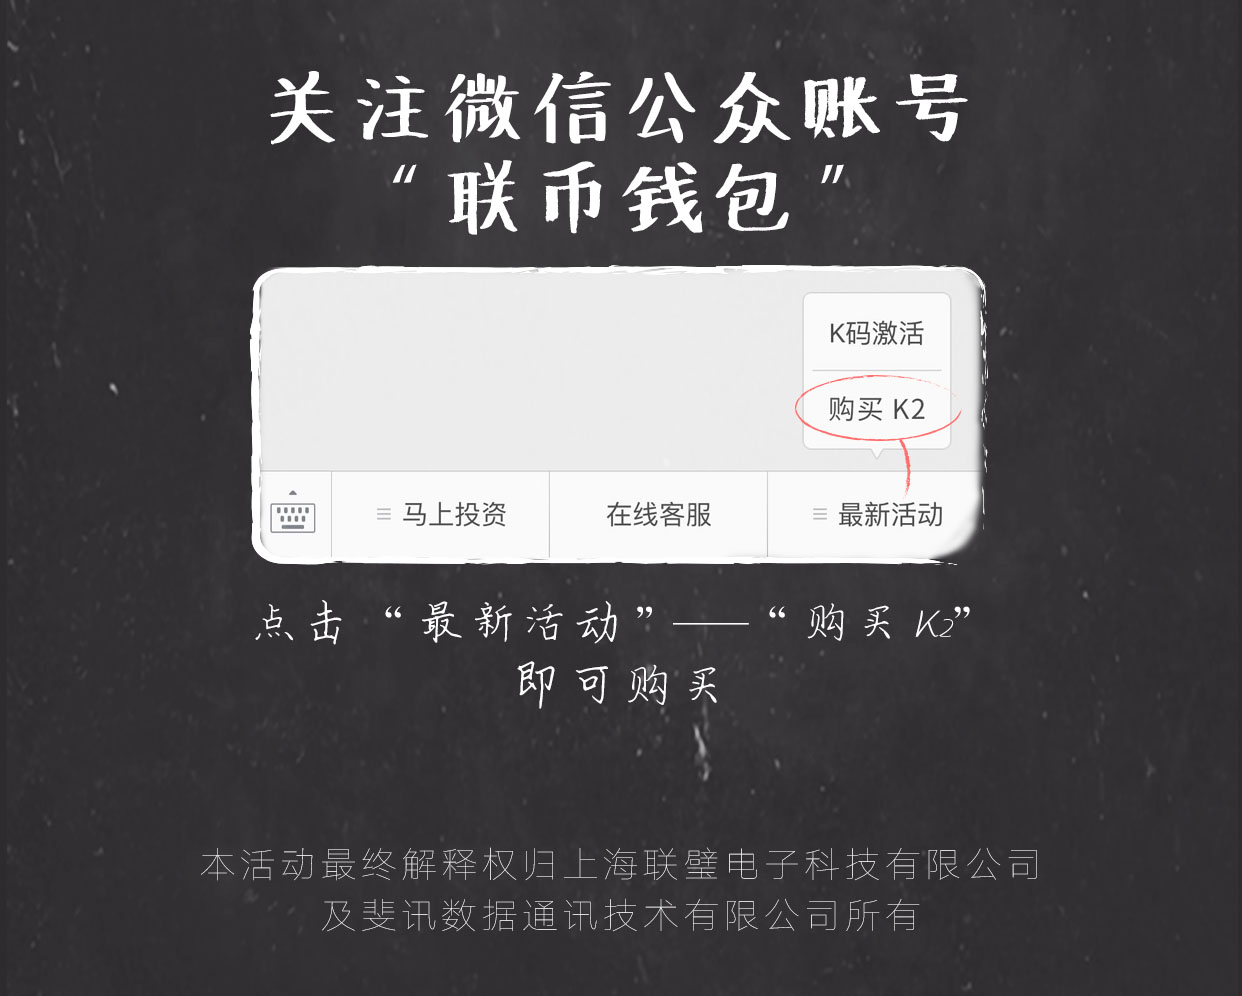 关注微信公众账号
“联币钱包”
K码激活
购买 K2
马上投资
在线客服
最新活动
点击“最新活动”——“购买K2”
即可购买
本活动最终解释权归上海联璧电子科技有限公司
及斐讯数据通讯技术有限公司所有